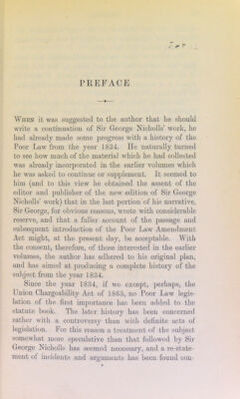 PREFACE
WHEN it was suggested to the author that he should
write a continuation of Sir George Nicholls' work, he
had already made some progress with a history of the
Poor Law from the year 1834. He naturally turned
to see how much of the material which he had collected
was already incorporated in the earlier volumes which
he was asked to continue or supplement. It seemed to
him (and to this view he obtained the assent of the
editor and publisher of the new edition of Sir George
Nicholls' work) that in the last portion of his narrative,
Sir George, for obvious reasons, wrote with considerable
reserve, and that a fuller account of the passage and
subsequent introduction of the Poor Law Amendment
Act might, at the present day, be acceptable. With
the consent, therefore, of those interested in the earlier
volumes, the author has adhered to his original plan,
and has aimed at producing a complete history of the
subject from the year 1834.
Since the year 1834, if we except, perhaps, the
Union Chargeability Act of 1865, no Poor Law legis-
lation of the first importance has been added to the
statute book. The later history has been concerned
rather with a controversy than with definite acts of
legislation. For this reason a treatment of the subject
somewhat more speculative than that followed by Sir
George Nicholls has seemed necessary, and a re-state-
ment of incidents and arguments has been found con-